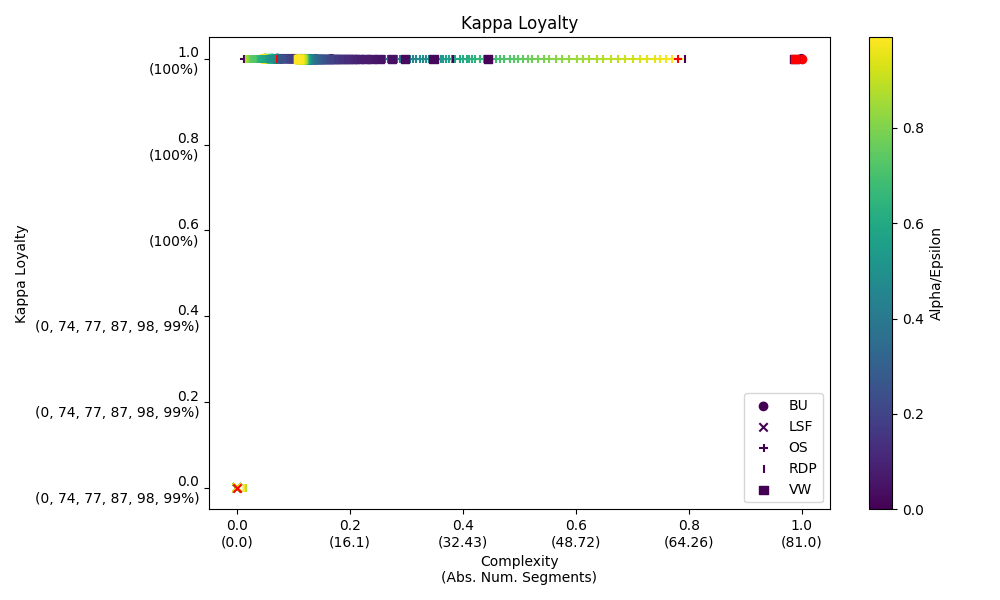 Kappa Loyalty
1.0
(100%)
0.8
(100%)
0.6
(100%)
0.4
(0, 74, 77, 87, 98, 99%)
0.2
(0, 74, 77, 87, 98, 99%)
0.0
(0, 74, 77, 87, 98, 99%)
Kappa Loyalty
BU
LSF
OS
RDP
VW
0.0 0.2 0.4 0.6 0.8 1.0
(0.0) (16.1) (32.43) (48.72) (64.26) (81.0)
Complexity
(Abs. Num. Segments)
0.8
0.6
0.4
0.2
0.0
Alpha/Epsilon